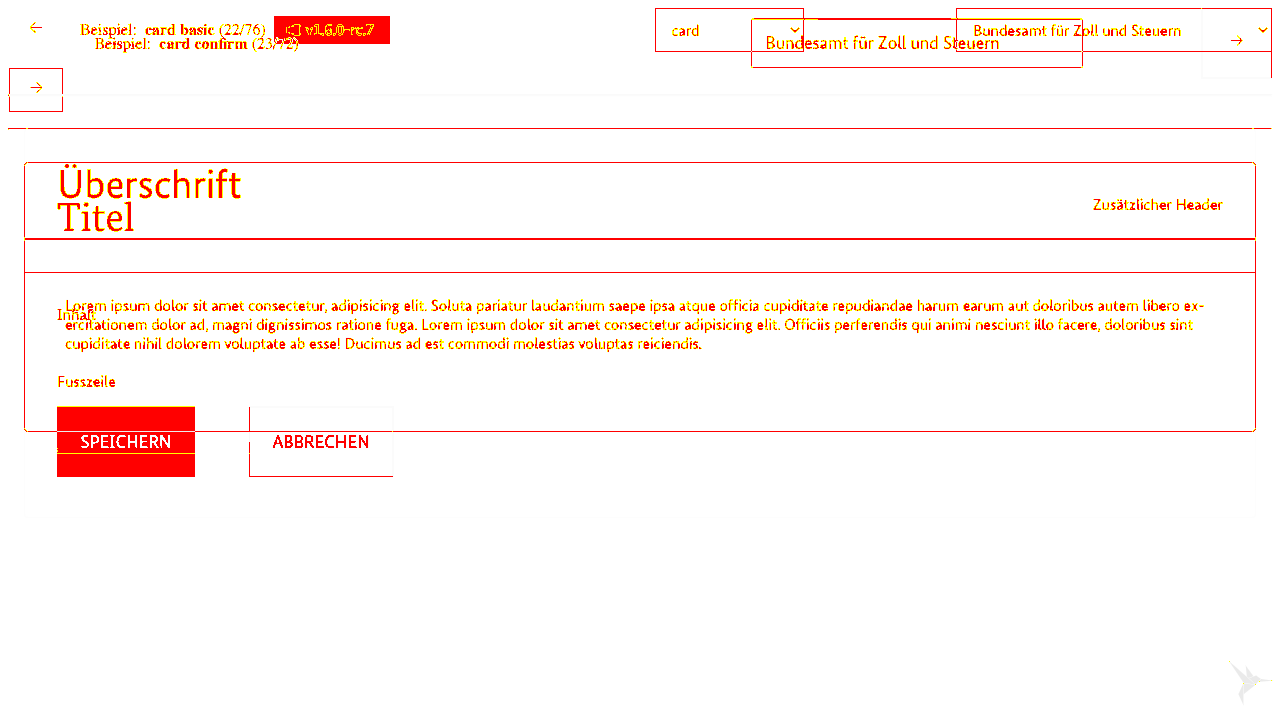 ← Beispiel: card basic (22/76) v1.6.0-rc.7 card Bundesamt für Zoll und Steuern
Beispiel: card confirm (23/72) Bundesamt für Zoll und Steuern →
→
Überschrift
Titel
Zusätzlicher Header
Lorem ipsum dolor sit amet consectetur, adipisicing elit. Soluta pariatur laudantium saepe ipsa atque officia cupiditate repudiandae harum earum aut doloribus autem libero ex-
Inhalt
ercitationem dolor ad, magni dignissimos ratione fuga. Lorem ipsum dolor sit amet consectetur adipisicing elit. Officiis perferendis qui animi nesciunt illo facere, doloribus sint
cupiditate nihil dolorem voluptate ab esse! Ducimus ad est commodi molestias voluptas reiciendis.
Fusszeile
SPEICHERN ABBRECHEN